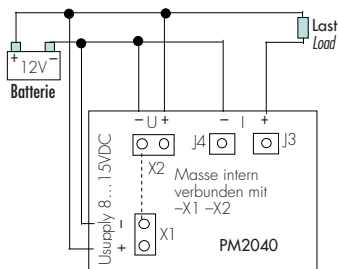 Last
Load
+ 12V −
Batterie
− U + − I +
J4 J3
X2
Masse intern
verbunden mit
–X1 –X2
Usupply 8...15VDC
−
X1
+
PM2040